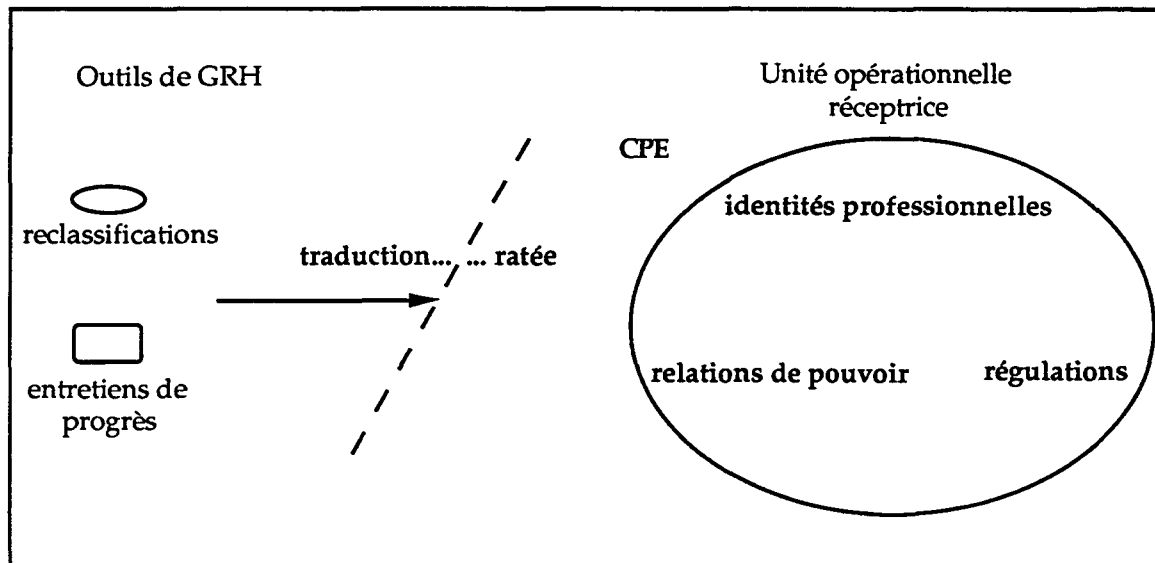 Outils de GRH
Unité opérationnelle
réceptrice
CPE
identités professionnelles
reclassifications
traduction... ... ratée
relations de pouvoir
régulations
entretiens de
progrès